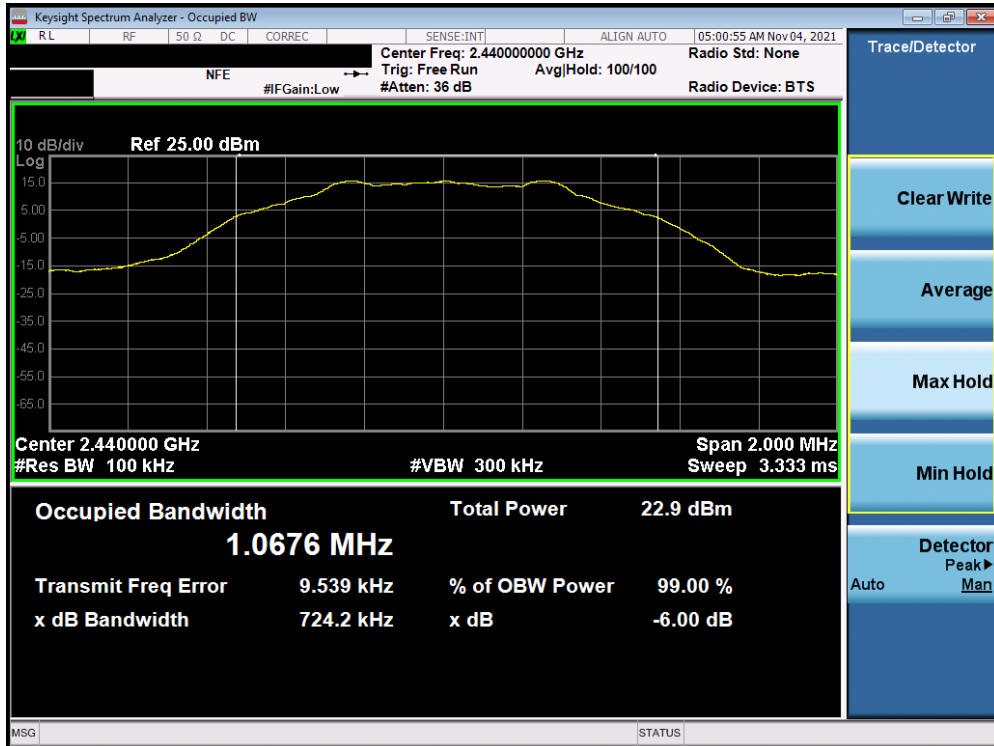 Keysight Spectrum Analyzer - Occupied BW
LXI RL RF 50 Ω DC CORREC SENSE:INT ALIGN AUTO 05:00:55 AM Nov 04, 2021
Center Freq: 2.440000000 GHz Radio Std: None
NFE Trig: Free Run Avg|Hold: 100/100
#IFGain:Low #Atten: 36 dB Radio Device: BTS
10 dB/div Ref 25.00 dBm
Log
15.0
5.00
-5.00
-15.0
-25.0
-35.0
-45.0
-55.0
-65.0
Center 2.440000 GHz Span 2.000 MHz
#Res BW 100 kHz #VBW 300 kHz Sweep 3.333 ms
Occupied Bandwidth Total Power 22.9 dBm
1.0676 MHz
Transmit Freq Error 9.539 kHz % of OBW Power 99.00 %
x dB Bandwidth 724.2 kHz x dB -6.00 dB
MSG STATUS
Trace/Detector
Clear Write
Average
Max Hold
Min Hold
Detector
Peak▶
Auto Man